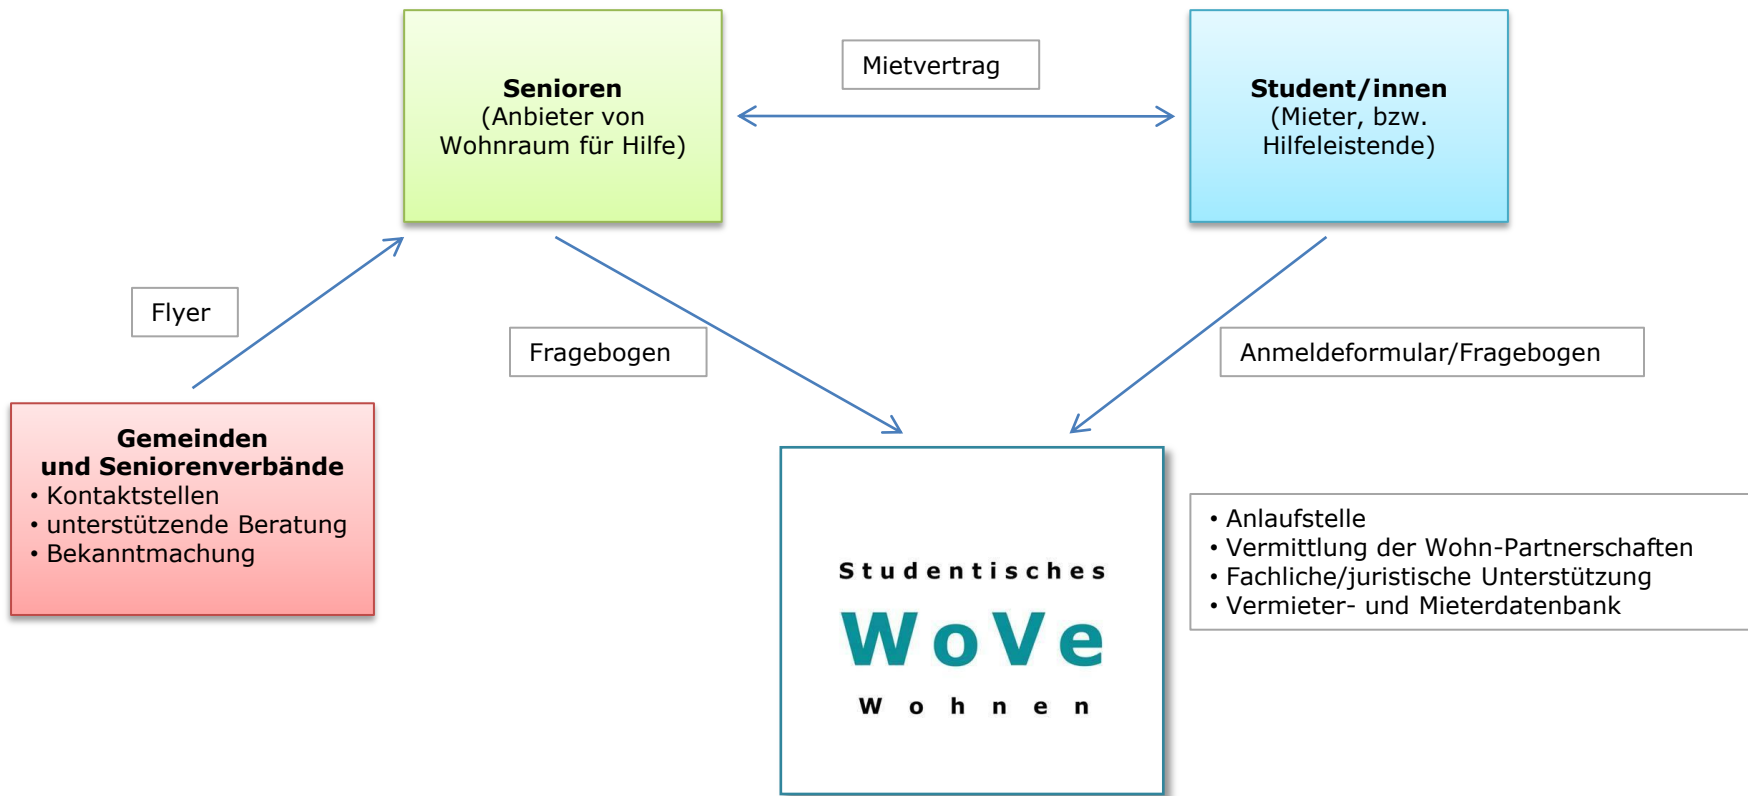 Senioren
(Anbieter von
Wohnraum für Hilfe)
Mietvertrag
Student/innen
(Mieter, bzw.
Hilfeleistende)
Flyer
Fragebogen
Anmeldeformular/Fragebogen
Gemeinden
und Seniorenverbände
• Kontaktstellen
• unterstützende Beratung
• Bekanntmachung
Studentisches
WoVe
Wohnen
• Anlaufstelle
• Vermittlung der Wohn-Partnerschaften
• Fachliche/juristische Unterstützung
• Vermieter- und Mieterdatenbank